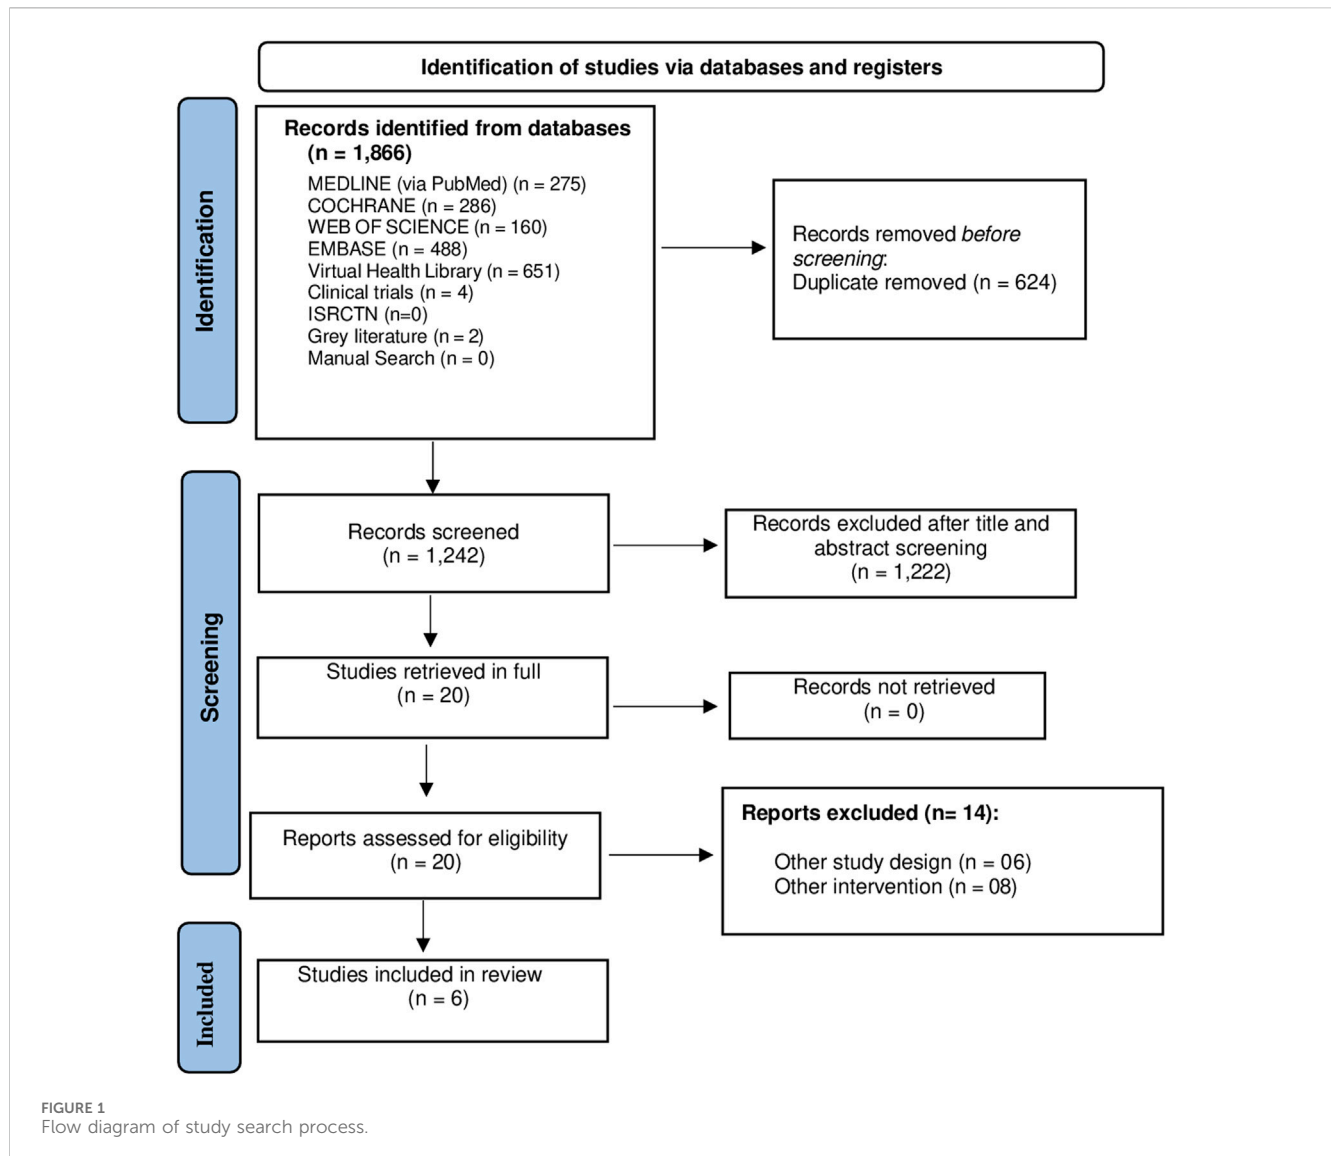 Identification of studies via databases and registers
Identification
Records identified from databases
(n = 1,866)
MEDLINE (via PubMed) (n = 275)
COCHRANE (n = 286)
WEB OF SCIENCE (n = 160)
EMBASE (n = 488)
Virtual Health Library (n = 651)
Clinical trials (n = 4)
ISRCTN (n=0)
Grey literature (n = 2)
Manual Search (n = 0)
Records removed before
screening:
Duplicate removed (n = 624)
Screening
Records screened
(n = 1,242)
Records excluded after title and
abstract screening
(n = 1,222)
Studies retrieved in full
(n = 20)
Records not retrieved
(n = 0)
Reports assessed for eligibility
(n = 20)
Reports excluded (n= 14):
Other study design (n = 06)
Other intervention (n = 08)
Included
Studies included in review
(n = 6)
FIGURE 1
Flow diagram of study search process.